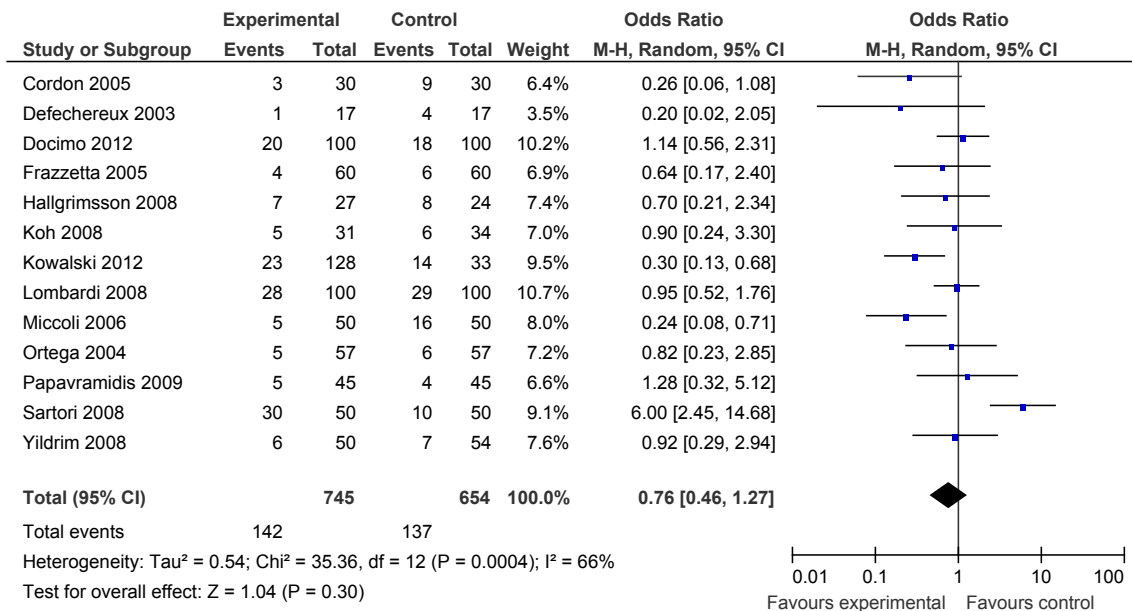 Experimental Control Odds Ratio Odds Ratio
Study or Subgroup Events Total Events Total Weight M-H, Random, 95% CI M-H, Random, 95% CI
Cordon 2005 3 30 9 30 6.4% 0.26 [0.06, 1.08]
Defechereux 2003 1 17 4 17 3.5% 0.20 [0.02, 2.05]
Docimo 2012 20 100 18 100 10.2% 1.14 [0.56, 2.31]
Frazzetta 2005 4 60 6 60 6.9% 0.64 [0.17, 2.40]
Hallgrimsson 2008 7 27 8 24 7.4% 0.70 [0.21, 2.34]
Koh 2008 5 31 6 34 7.0% 0.90 [0.24, 3.30]
Kowalski 2012 23 128 14 33 9.5% 0.30 [0.13, 0.68]
Lombardi 2008 28 100 29 100 10.7% 0.95 [0.52, 1.76]
Miccoli 2006 5 50 16 50 8.0% 0.24 [0.08, 0.71]
Ortega 2004 5 57 6 57 7.2% 0.82 [0.23, 2.85]
Papavramidis 2009 5 45 4 45 6.6% 1.28 [0.32, 5.12]
Sartori 2008 30 50 10 50 9.1% 6.00 [2.45, 14.68]
Yildrim 2008 6 50 7 54 7.6% 0.92 [0.29, 2.94]
Total (95% CI) 745 654 100.0% 0.76 [0.46, 1.27]
Total events 142 137
Heterogeneity: Tau² = 0.54; Chi² = 35.36, df = 12 (P = 0.0004); I² = 66%
Test for overall effect: Z = 1.04 (P = 0.30)
0.01 0.1 1 10 100
Favours experimental Favours control